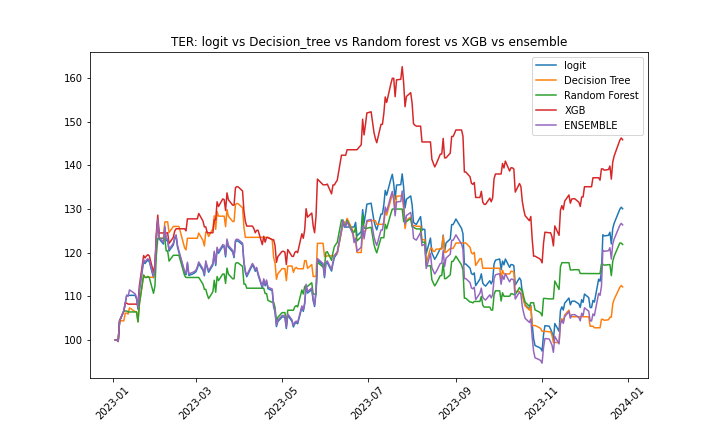 TER: logit vs Decision_tree vs Random forest vs XGB vs ensemble
logit
Decision Tree
Random Forest
XGB
ENSEMBLE
160
150
140
130
120
110
100
2023-01
2023-03
2023-05
2023-07
2023-09
2023-11
2024-01